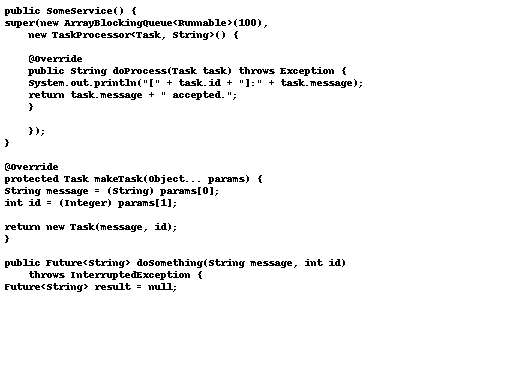 public SomeService() {
super(new ArrayBlockingQueue<Runnable>(100),
    new TaskProcessor<Task, String>() {

    @Override
    public String doProcess(Task task) throws Exception {
    System.out.println("[" + task.id + "]:" + task.message);
    return task.message + " accepted.";
    }

    });
}

@Override
protected Task makeTask(Object... params) {
String message = (String) params[0];
int id = (Integer) params[1];

return new Task(message, id);
}

public Future<String> doSomething(String message, int id)
    throws InterruptedException {
Future<String> result = null;